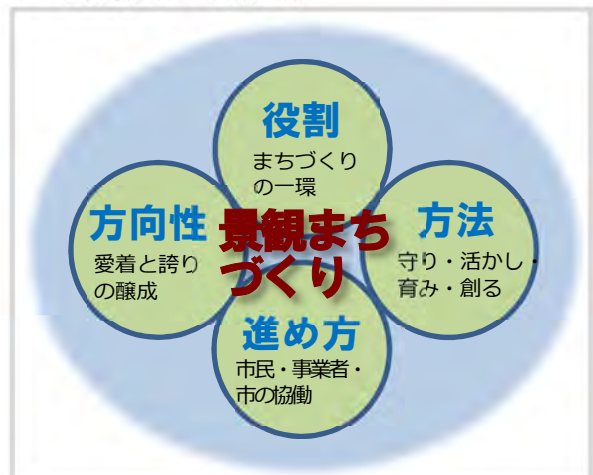 役割
まちづくり
の一環
方向性
愛着と誇り
の醸成
景観まち
づくり
方法
守り・活かし・
育み・創る
進め方
市民・事業者・
市の協働